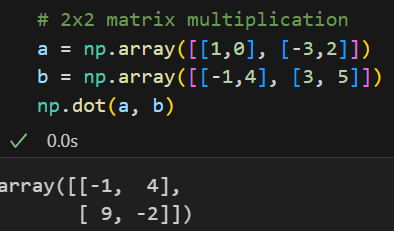 # 2x2 matrix multiplication
a = np.array([[1,0], [-3,2]])
b = np.array([[-1,4], [3, 5]])
np.dot(a, b)
0.0s
array([[-1,  4],
       [ 9, -2]])